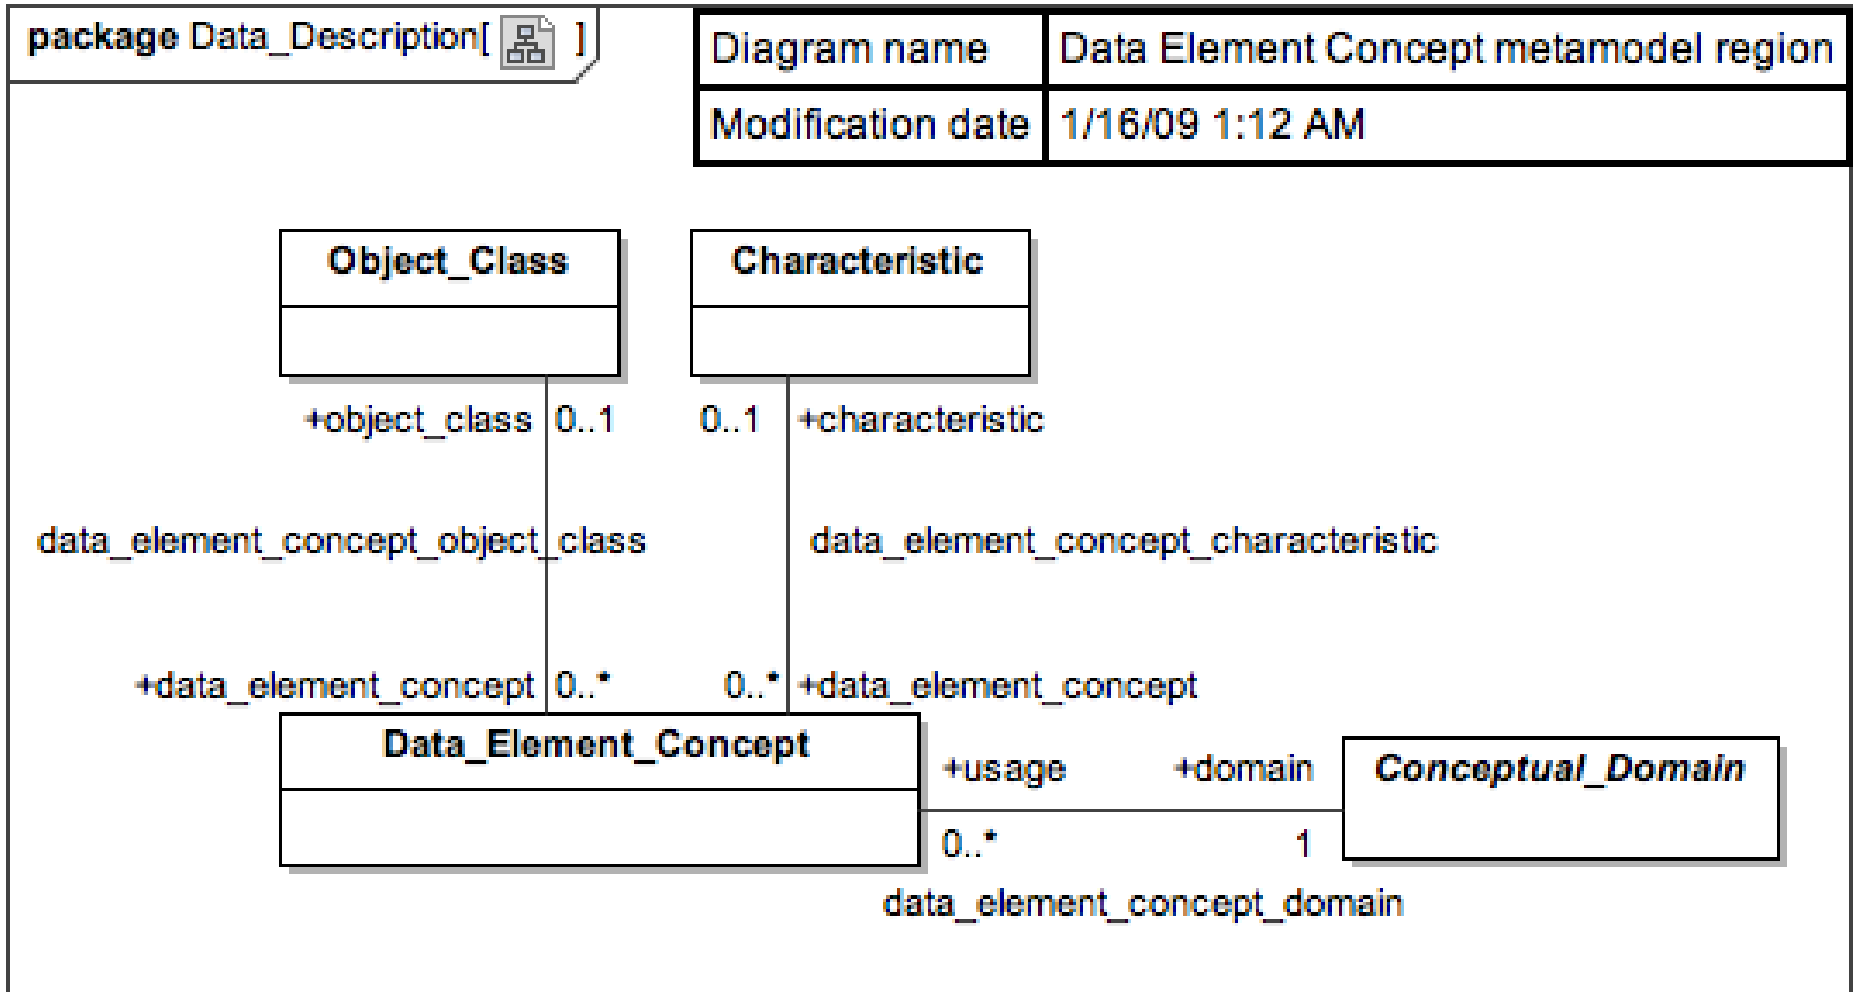 package Data_Description[ ]
Diagram name Data Element Concept metamodel region
Modification date 1/16/09 1:12 AM
Object_Class Characteristic
+object_class 0..1 0..1 +characteristic
data_element_concept_object_class data_element_concept_characteristic
+data_element_concept 0..* 0..* +data_element_concept
Data_Element_Concept
+usage +domain Conceptual_Domain
0..* 1
data_element_concept_domain